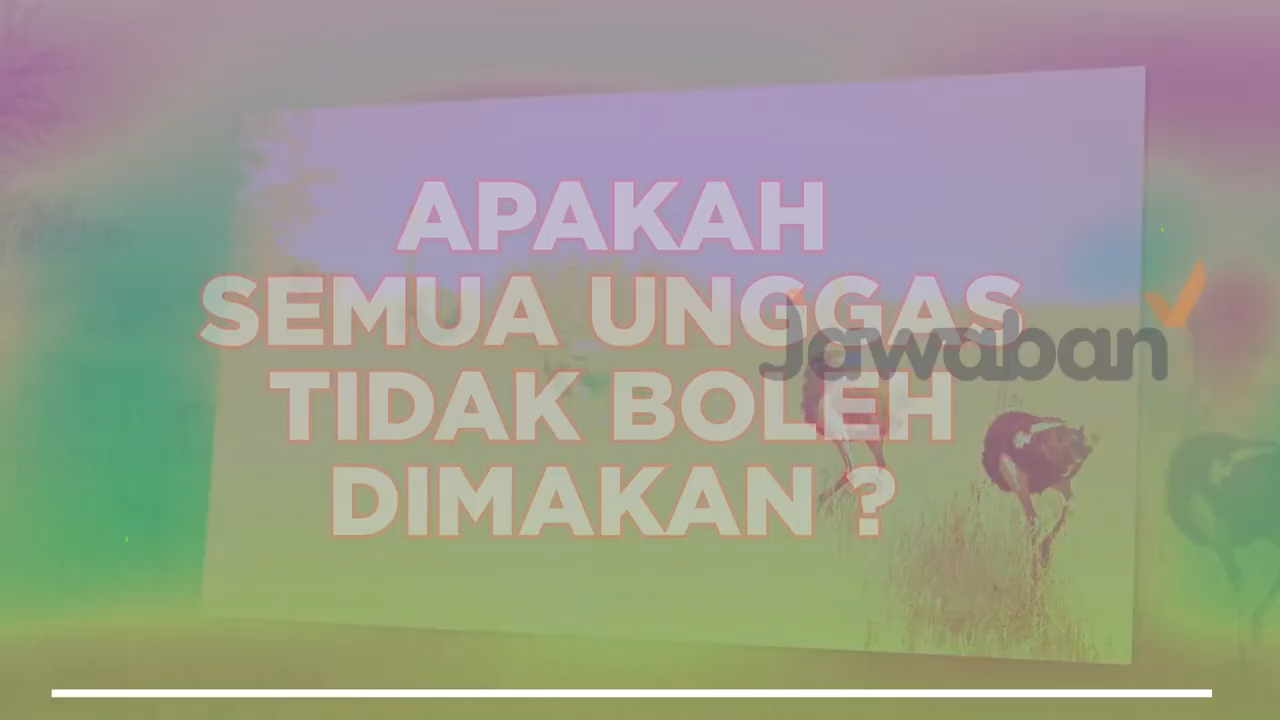 APAKAH
SEMUA UNGGAS
TIDAK BOLEH
DIMAKAN ?
Jawaban